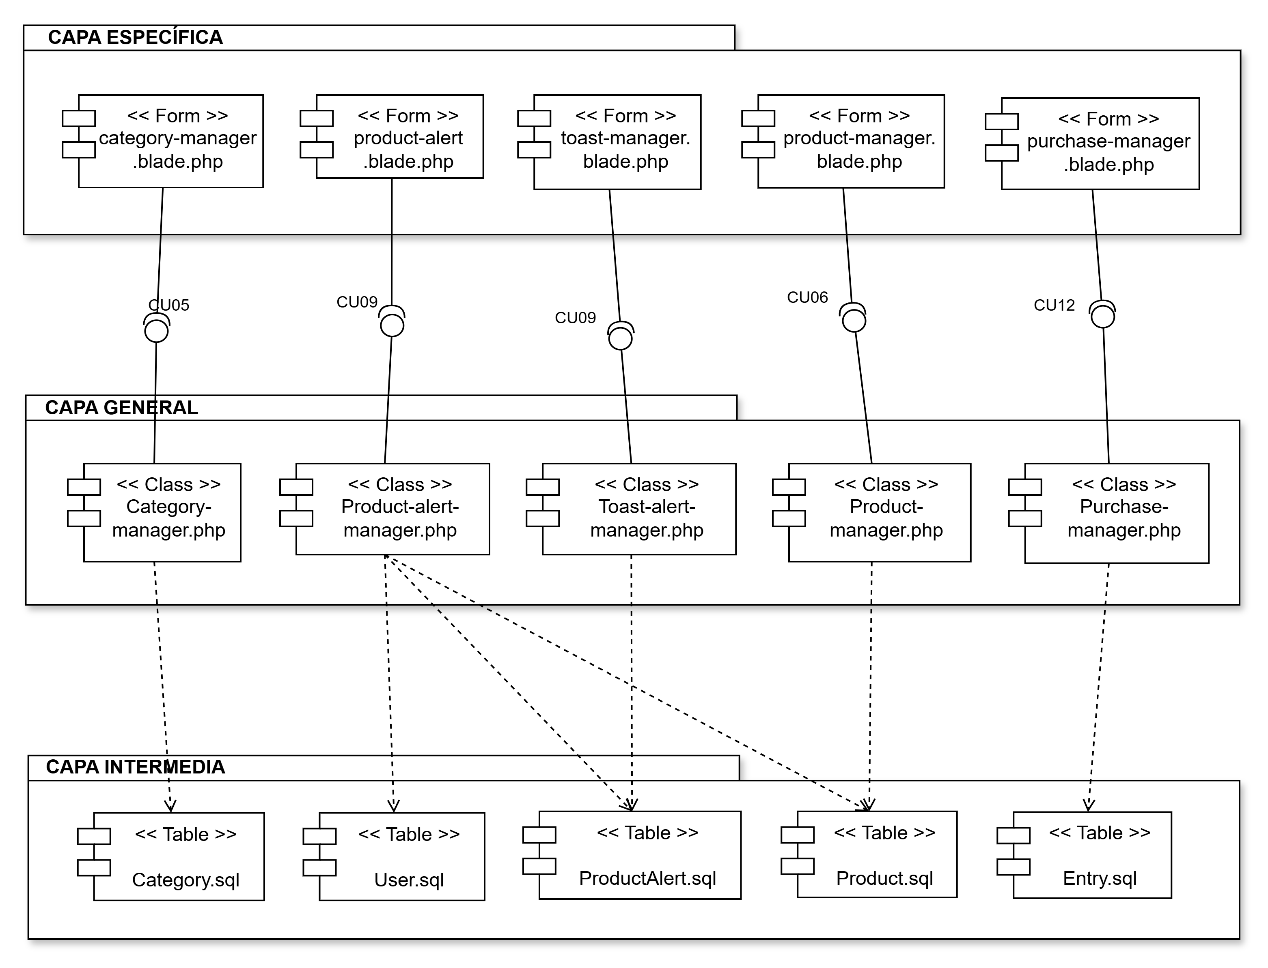 CAPA ESPECÍFICA
<< Form >>
category-manager
.blade.php
<< Form >>
product-alert
.blade.php
<< Form >>
toast-manager.
blade.php
<< Form >>
product-manager.
blade.php
<< Form >>
purchase-manager
.blade.php
CU05
CU09
CU09
CU06
CU12
CAPA GENERAL
<< Class >>
Category-
manager.php
<< Class >>
Product-alert-
manager.php
<< Class >>
Toast-alert-
manager.php
<< Class >>
Product-
manager.php
<< Class >>
Purchase-
manager.php
CAPA INTERMEDIA
<< Table >>
Category.sql
<< Table >>
User.sql
<< Table >>
ProductAlert.sql
<< Table >>
Product.sql
<< Table >>
Entry.sql